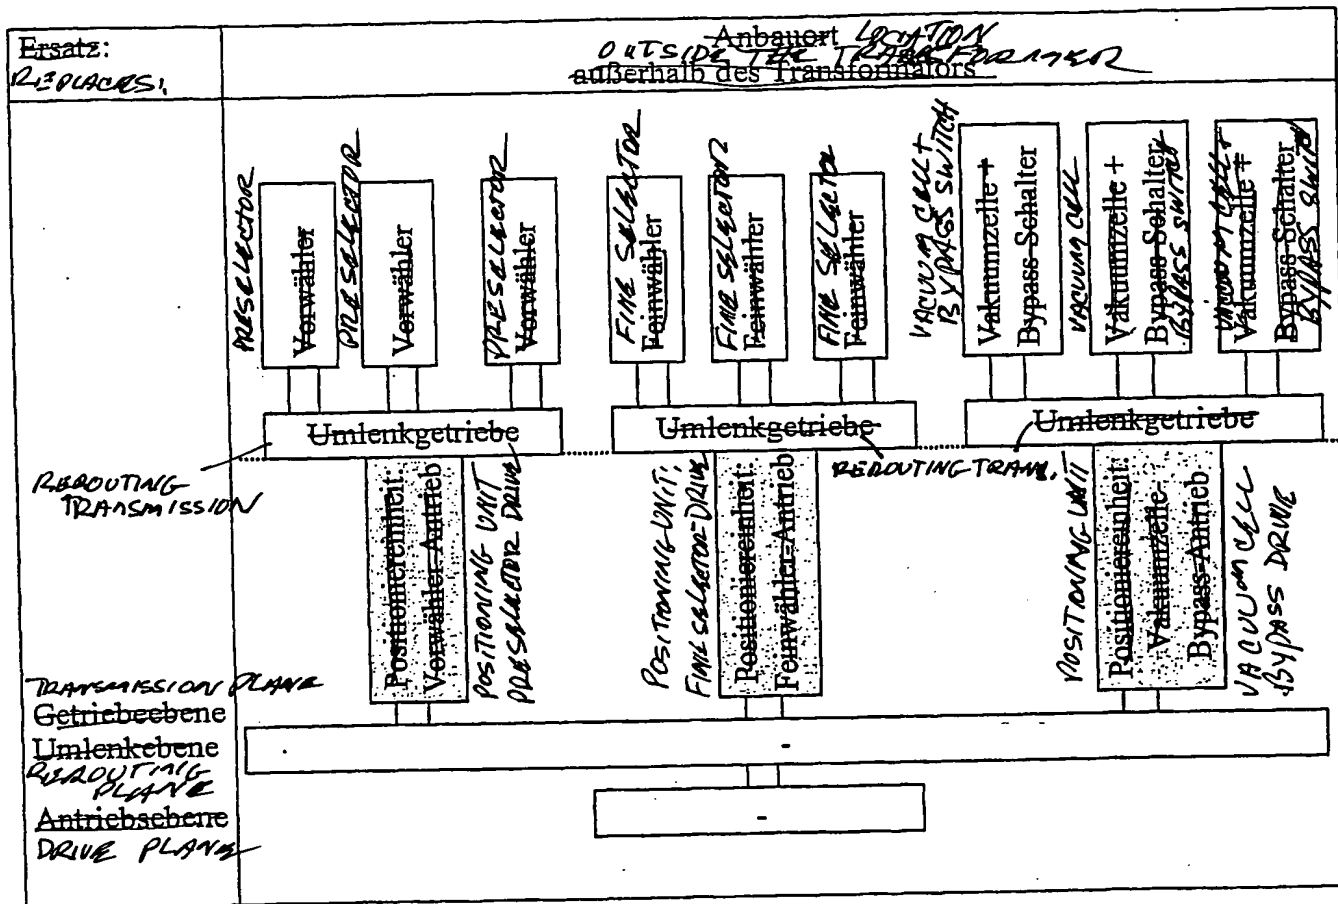 Ersatz:
REPLACES:
Anbauort LOCATION
OUTSIDE THE TRANSFORMER
außerhalb des Transformators
PRESELECTOR
Vorwähler
PRESELECTOR
Vorwähler
PRESELECTOR
Vorwähler
FINE SELECTOR
Feinwähler
FINE SELECTOR
Feinwähler
FINE SELECTOR
Feinwähler
VACUUM CELL +
BYPASS SWITCH
Vakuumzelle +
Bypass-Schalter
VACUUM CELL
Vakuumzelle +
Bypass-Schalter
BYPASS SWITCH
VACUUM CELL +
Vakuumzelle +
Bypass-Schalter
BYPASS SWITCH
Umlenkgetriebe
Umlenkgetriebe
Umlenkgetriebe
REROUTING
TRANSMISSION
REROUTING TRANS.
Positioniereinheit:
Vorwähler-Antrieb
POSITIONING UNIT
PRESELECTOR DRIVE
POSITIONING UNIT:
FINE SELECTOR-DRIVE
Positioniereinheit:
Feinwähler-Antrieb
POSITIONING UNIT
Positioniereinheit:
Vakuumzelle-
Bypass-Antrieb
VACUUM CELL
BYPASS DRIVE
TRANSMISSION PLANE
Getriebeebene
Umlenkebene
REROUTING
PLANE
Antriebsebene
DRIVE PLANE